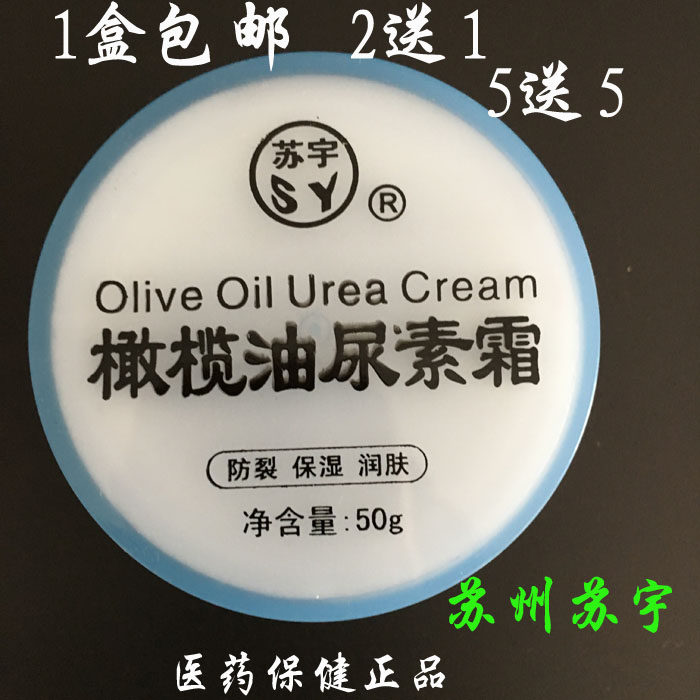 1盒包邮 2送1
5送5
苏宇
SY ®
Olive Oil Urea Cream
橄榄油尿素霜
防裂 保湿 润肤
净含量:50g
苏州苏宇
医药保健正品